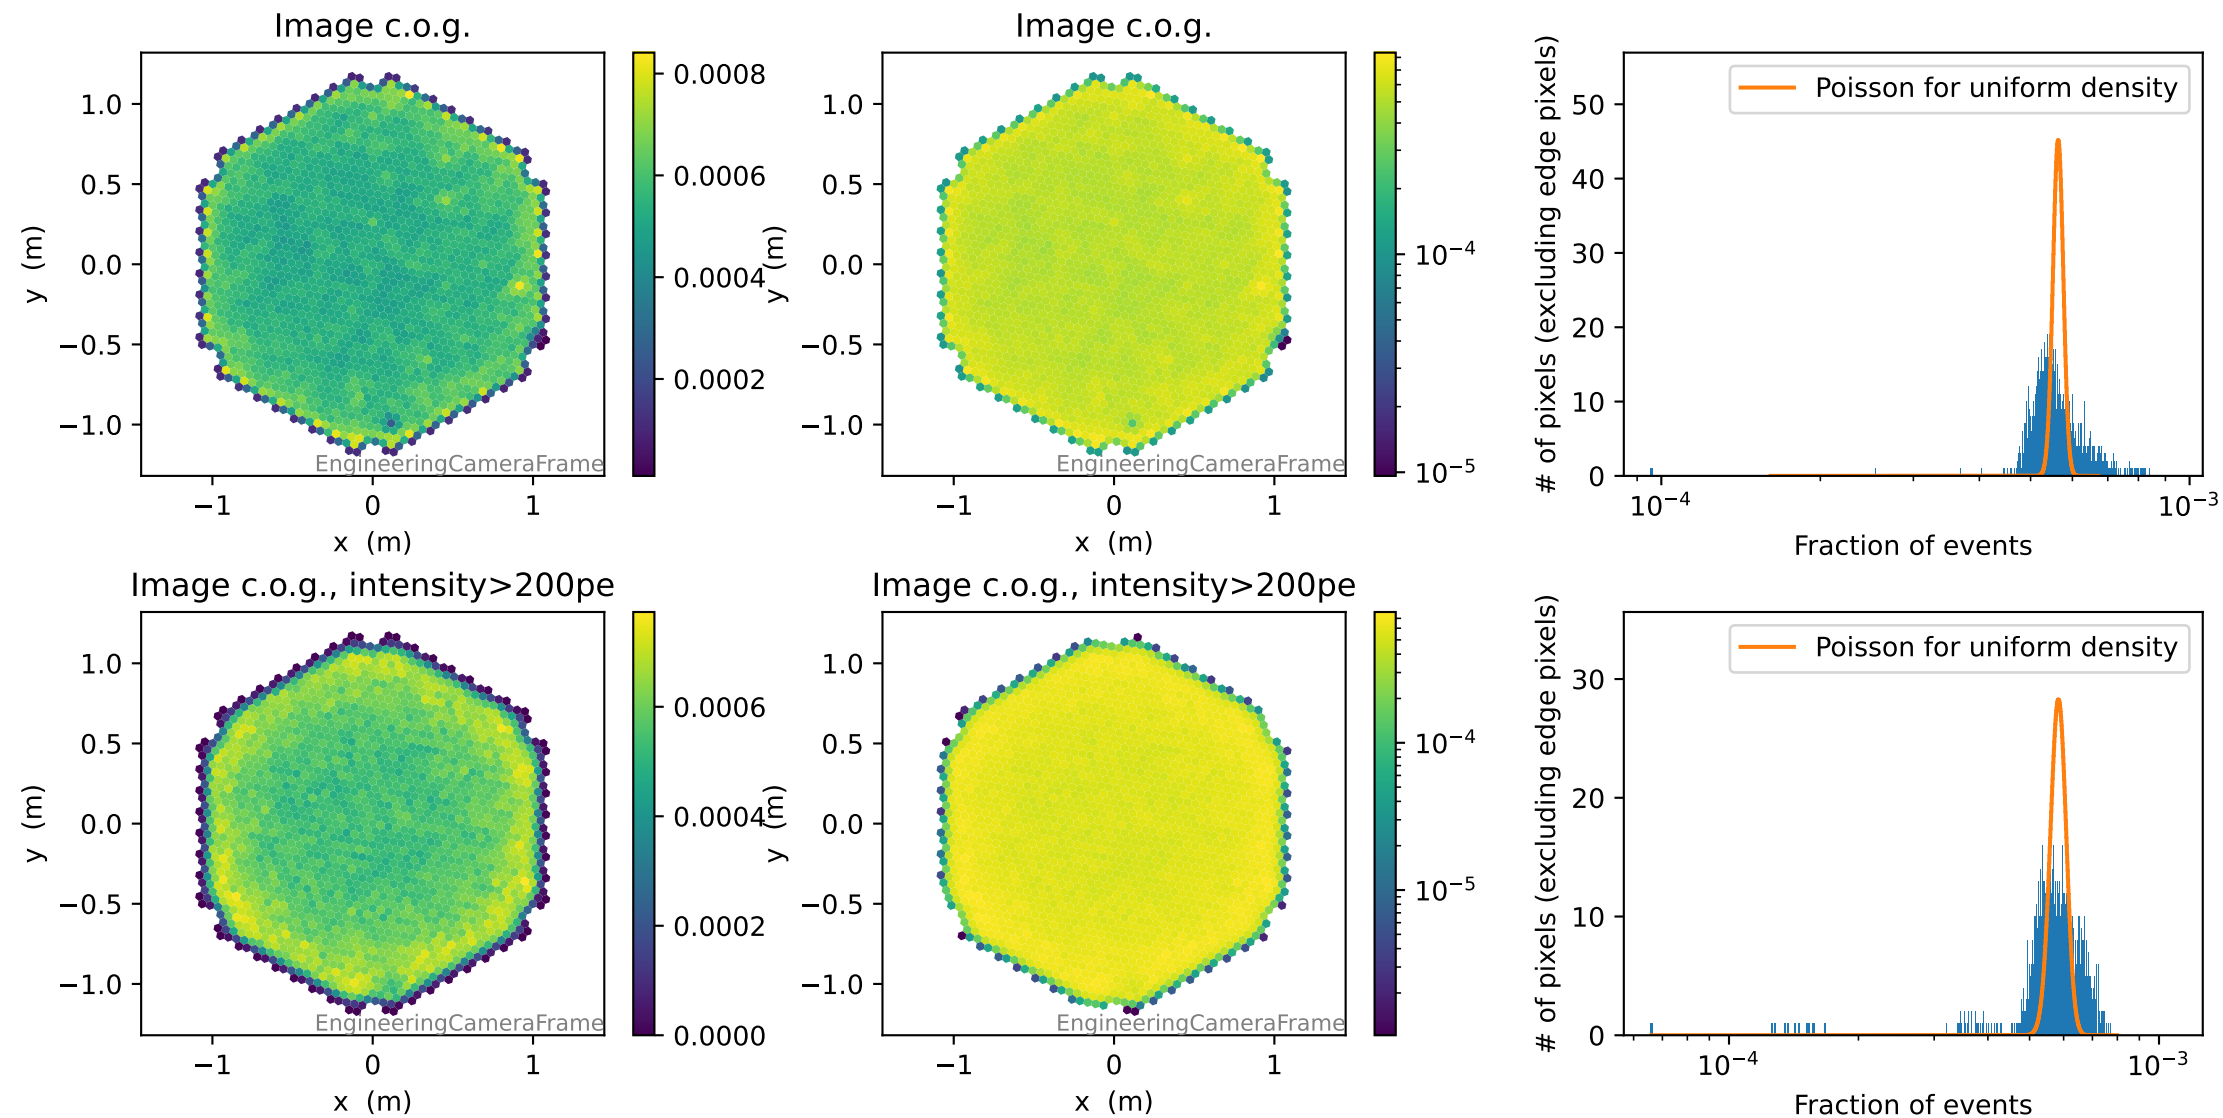 Image c.o.g.
y (m)
1.0
0.5
0.0
−0.5
−1.0
−1
0
1
x (m)
EngineeringCameraFrame
0.0008
0.0006
0.0004
0.0002
Image c.o.g.
y (m)
1.0
0.5
0.0
−0.5
−1.0
−1
0
1
x (m)
EngineeringCameraFrame
10⁻⁴
10⁻⁵
# of pixels (excluding edge pixels)
50
40
30
20
10
0
Poisson for uniform density
10⁻⁴
10⁻³
Fraction of events
Image c.o.g., intensity>200pe
y (m)
1.0
0.5
0.0
−0.5
−1.0
−1
0
1
x (m)
EngineeringCameraFrame
0.0006
0.0004
0.0002
0.0000
Image c.o.g., intensity>200pe
y (m)
1.0
0.5
0.0
−0.5
−1.0
−1
0
1
x (m)
EngineeringCameraFrame
10⁻⁴
10⁻⁵
# of pixels (excluding edge pixels)
30
20
10
0
Poisson for uniform density
10⁻⁴
10⁻³
Fraction of events